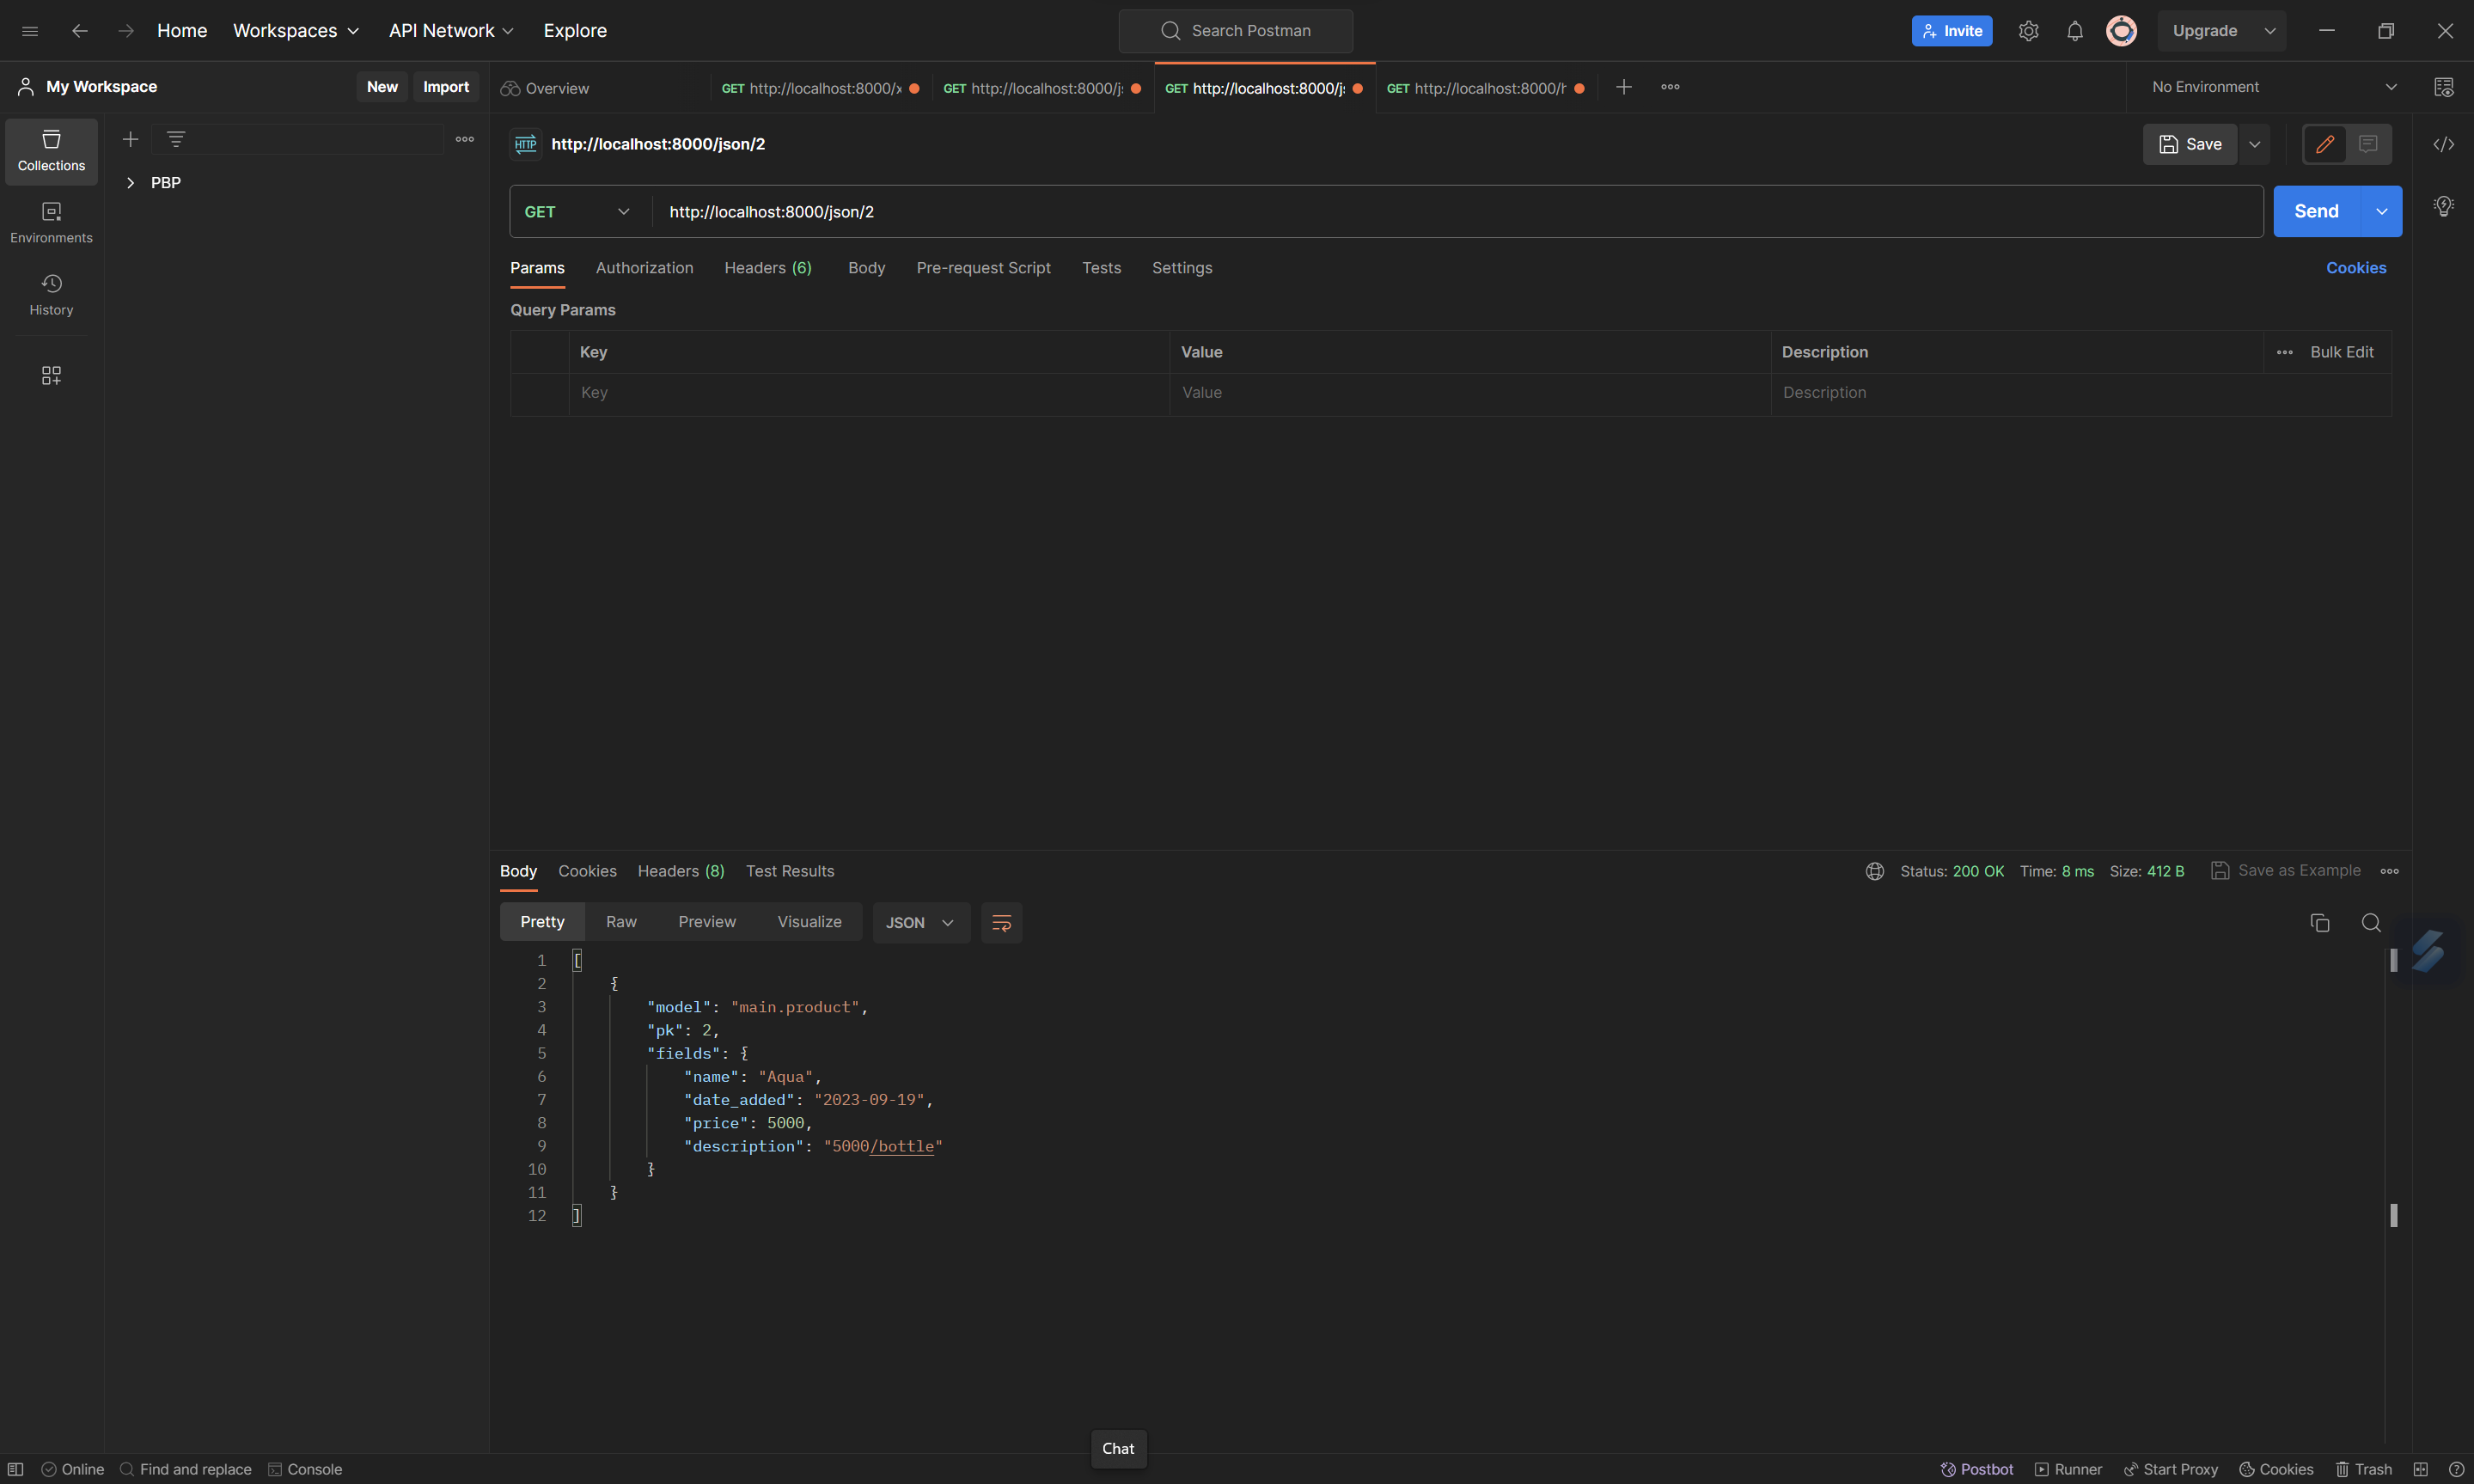 Home Workspaces API Network Explore Search Postman Invite Upgrade
My Workspace New Import Overview GET http://localhost:8000/x GET http://localhost:8000/js GET http://localhost:8000/js GET http://localhost:8000/h No Environment
Collections
PBP
Environments
History
HTTP http://localhost:8000/json/2 Save
GET http://localhost:8000/json/2 Send
Params Authorization Headers (6) Body Pre-request Script Tests Settings Cookies
Query Params
Key Value Description Bulk Edit
Key Value Description
Body Cookies Headers (8) Test Results Status: 200 OK Time: 8 ms Size: 412 B Save as Example
Pretty Raw Preview Visualize JSON
1 [
2 {
3 "model": "main.product",
4 "pk": 2,
5 "fields": {
6 "name": "Aqua",
7 "date_added": "2023-09-19",
8 "price": 5000,
9 "description": "5000/bottle"
10 }
11 }
12 ]
Chat
Online Find and replace Console Postbot Runner Start Proxy Cookies Trash